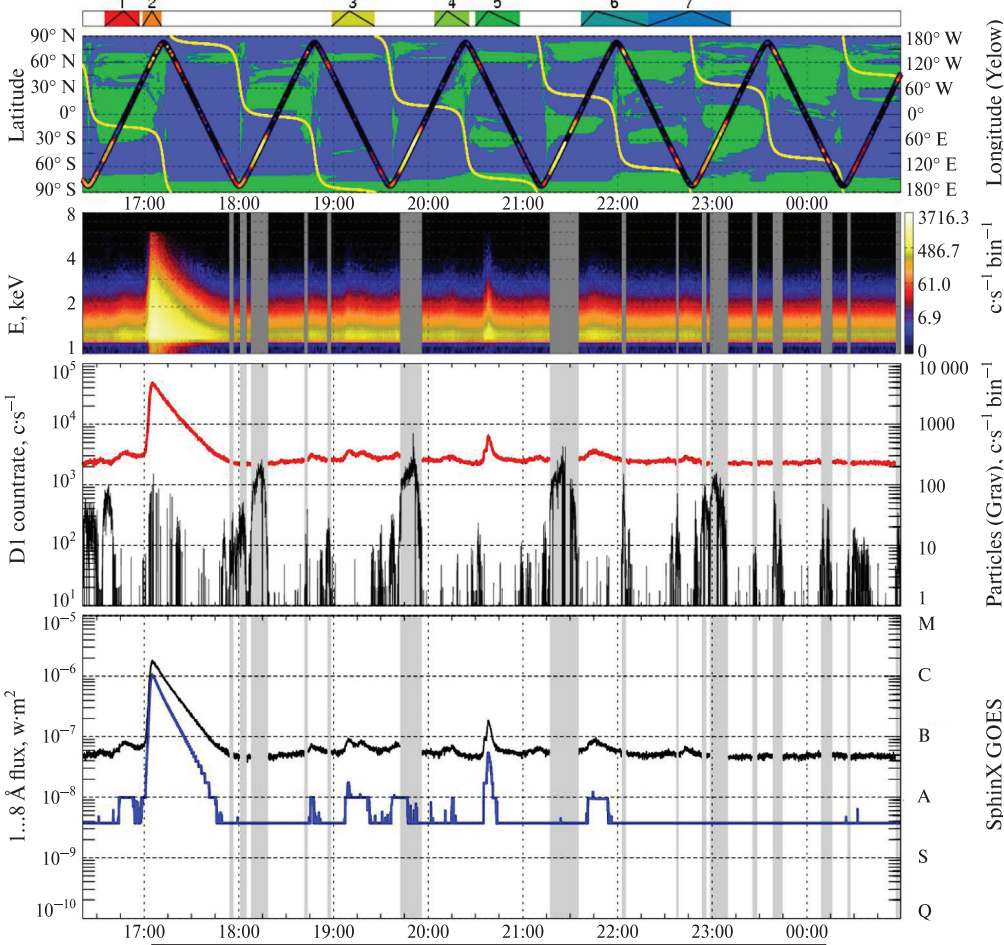 1 2 3 4 5 6 7
90° N 180° W
60° N 120° W
30° N 60° W
0° 0°
30° S 60° E
60° S 120° E
90° S 180° E
Latitude
Longitude (Yellow)
17:00 18:00 19:00 20:00 21:00 22:00 23:00 00:00
8 3716.3
4 486.7
2 61.0
6.9
1 0
E, keV
c·s⁻¹ bin⁻¹
10⁵ 10 000
10⁴ 1000
10³ 100
10² 10
10¹ 1
D1 countrate, c·s⁻¹
Particles (Gray), c·s⁻¹ bin⁻¹
10⁻⁵ M
10⁻⁶ C
10⁻⁷ B
10⁻⁸ A
10⁻⁹ S
10⁻¹⁰ Q
1...8 Å flux, w·m²
SphinX GOES
17:00 18:00 19:00 20:00 21:00 22:00 23:00 00:00